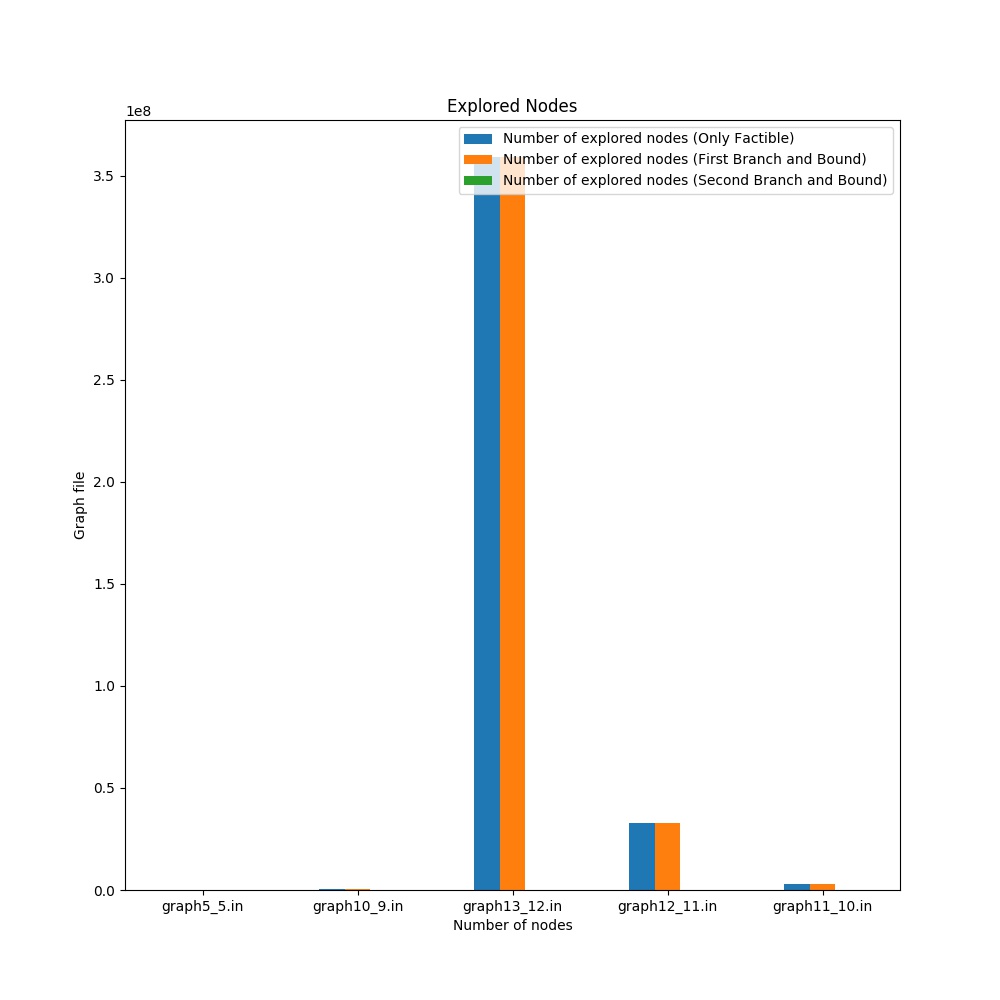 Explored Nodes
1e8
Number of explored nodes (Only Factible)
Number of explored nodes (First Branch and Bound)
Number of explored nodes (Second Branch and Bound)
3.5
3.0
2.5
2.0
1.5
1.0
0.5
0.0
Graph file
graph5_5.in graph10_9.in graph13_12.in graph12_11.in graph11_10.in
Number of nodes